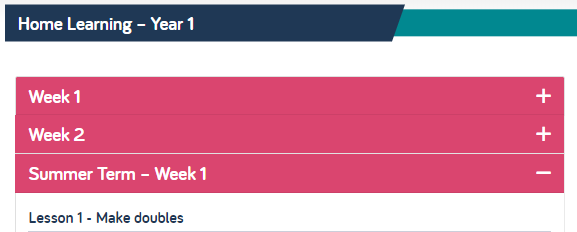 Home Learning – Year 1
Week 1
Week 2
Summer Term – Week 1
Lesson 1 - Make doubles